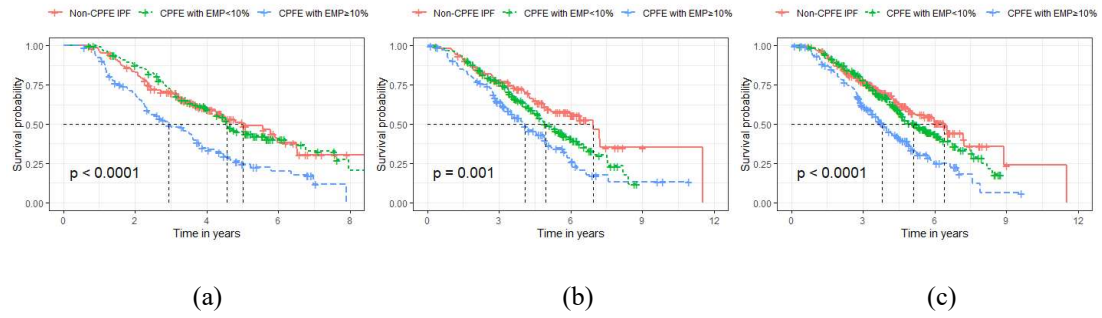 Non-CPFE IPF CPFE with EMP<10% CPFE with EMP≥10%
Survival probability
1.00
0.75
0.50
0.25
0.00
p < 0.0001
0 2 4 6 8
Time in years
(a)
Non-CPFE IPF CPFE with EMP<10% CPFE with EMP≥10%
Survival probability
1.00
0.75
0.50
0.25
0.00
p = 0.001
0 3 6 9 12
Time in years
(b)
Non-CPFE IPF CPFE with EMP<10% CPFE with EMP≥10%
Survival probability
1.00
0.75
0.50
0.25
0.00
p < 0.0001
0 3 6 9 12
Time in years
(c)